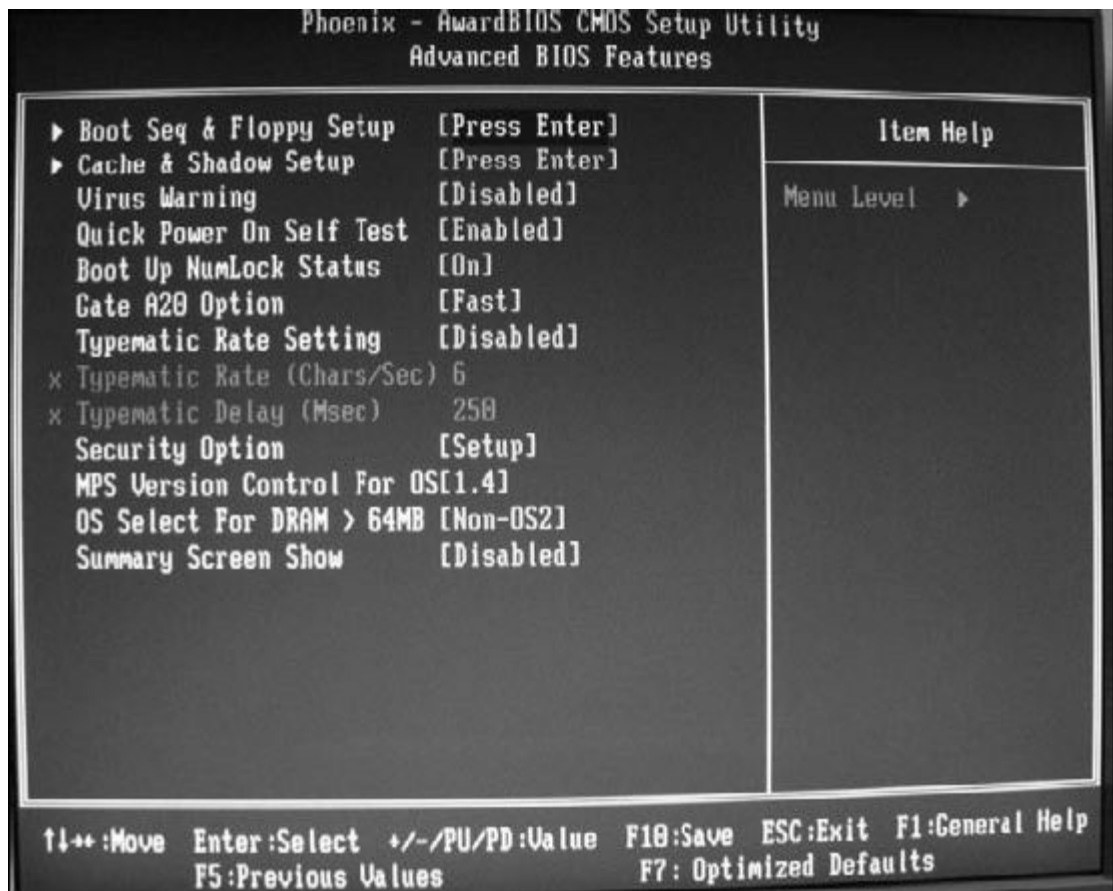 Phoenix - AwardBIOS CMOS Setup Utility
Advanced BIOS Features
▶ Boot Seq & Floppy Setup [Press Enter]
▶ Cache & Shadow Setup [Press Enter]
Virus Warning [Disabled]
Quick Power On Self Test [Enabled]
Boot Up NumLock Status [On]
Gate A20 Option [Fast]
Typematic Rate Setting [Disabled]
x Typematic Rate (Chars/Sec) 6
x Typematic Delay (Msec) 250
Security Option [Setup]
MPS Version Control For OS[1.4]
OS Select For DRAM > 64MB [Non-OS2]
Summary Screen Show [Disabled]
Item Help
Menu Level ▶
↑↓→←:Move Enter:Select +/-/PU/PD:Value F10:Save ESC:Exit F1:General Help
F5:Previous Values F7: Optimized Defaults